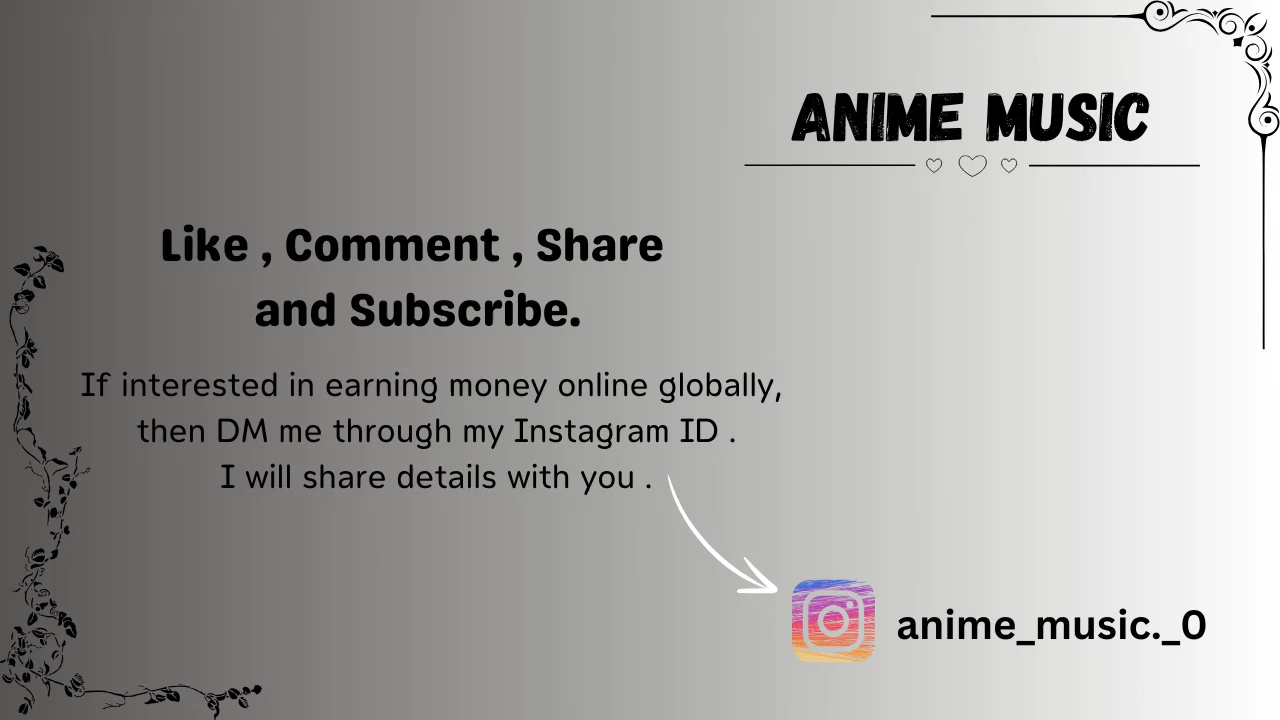 ANIME MUSIC
Like , Comment , Share
and Subscribe.
If interested in earning money online globally,
then DM me through my Instagram ID .
I will share details with you .
anime_music._0